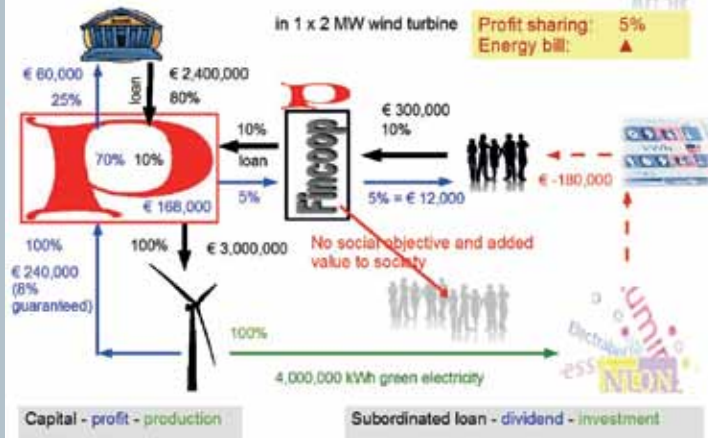 in 1 x 2 MW wind turbine
Profit sharing: 5%
Energy bill: ▲
€ 60,000
25%
loan
€ 2,400,000
80%
P
70% 10%
€ 168,000
10%
loan
5%
P
Fincoop
€ 300,000
10%
5% = € 12,000
€ -180,000
100%
€ 240,000
(8%
guaranteed)
100%
€ 3,000,000
No social objective and added
value to society
100%
4,000,000 kWh green electricity
NUON
Capital - profit - production
Subordinated loan - dividend - investment